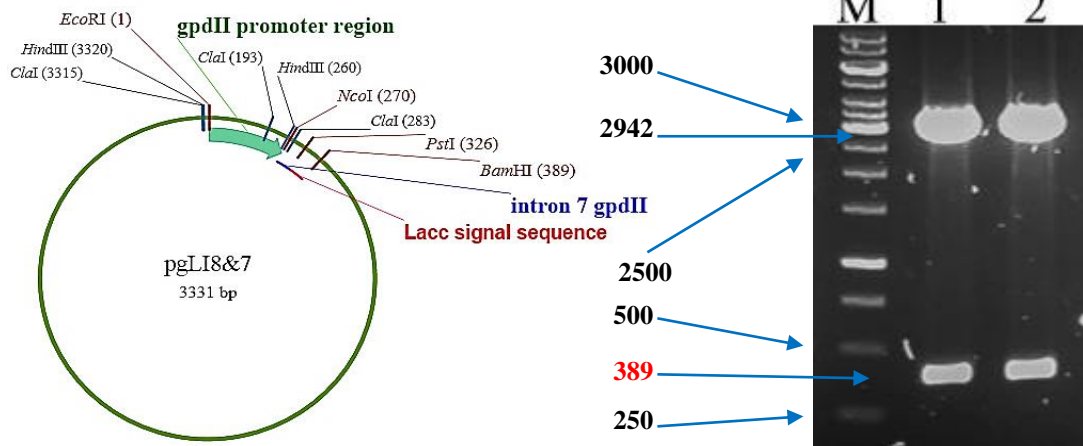 EcoRI (1)
gpdII promoter region
HindIII (3320)
ClaI (193)
HindIII (260)
ClaI (3315)
NcoI (270)
ClaI (283)
PstI (326)
BamHI (389)
intron 7 gpdII
Lacc signal sequence
pgLI8&7
3331 bp
M 1 2
3000
2942
2500
500
389
250